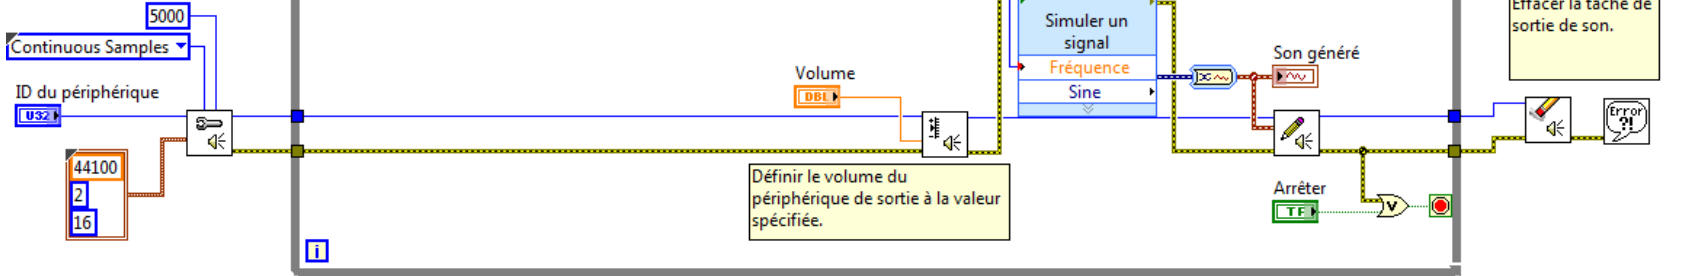 5000
Continuous Samples
ID du périphérique
U32
44100
2
16
i
Volume
DBL
Définir le volume du
périphérique de sortie à la valeur
spécifiée.
Simuler un
signal
Fréquence
Sine
Son généré
Arrêter
TF
V
Effacer la tâche de
sortie de son.
Error
?!